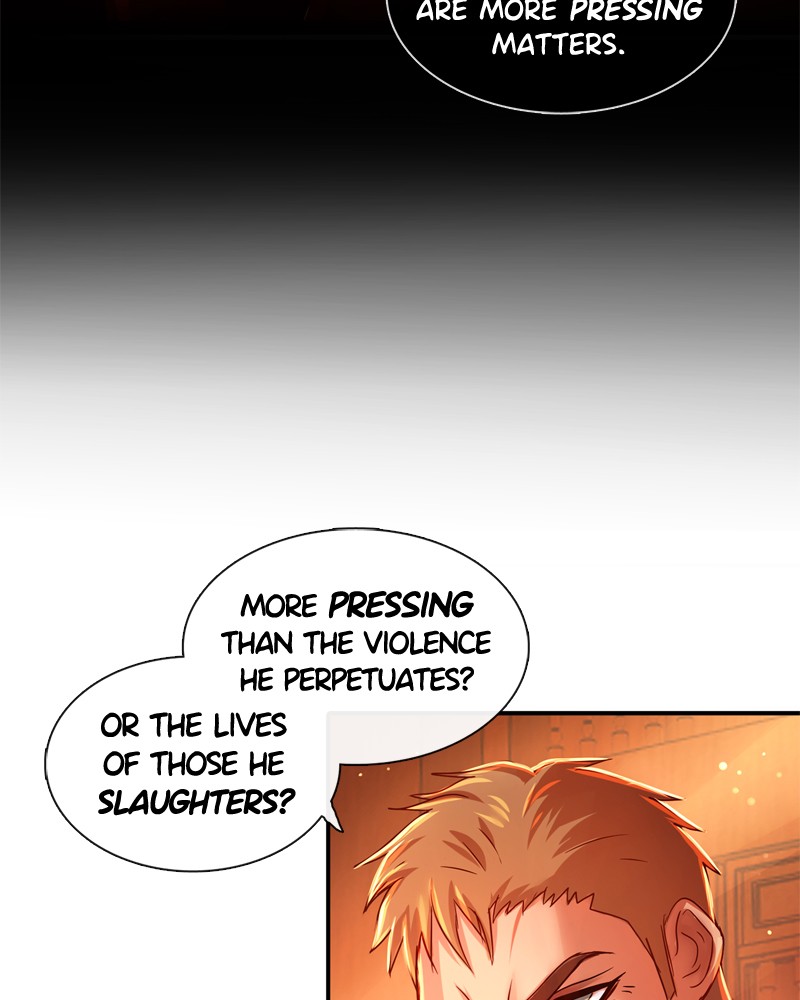 ARE MORE PRESSING
MATTERS.
MORE PRESSING
THAN THE VIOLENCE
HE PERPETUATES?
OR THE LIVES
OF THOSE HE
SLAUGHTERS?